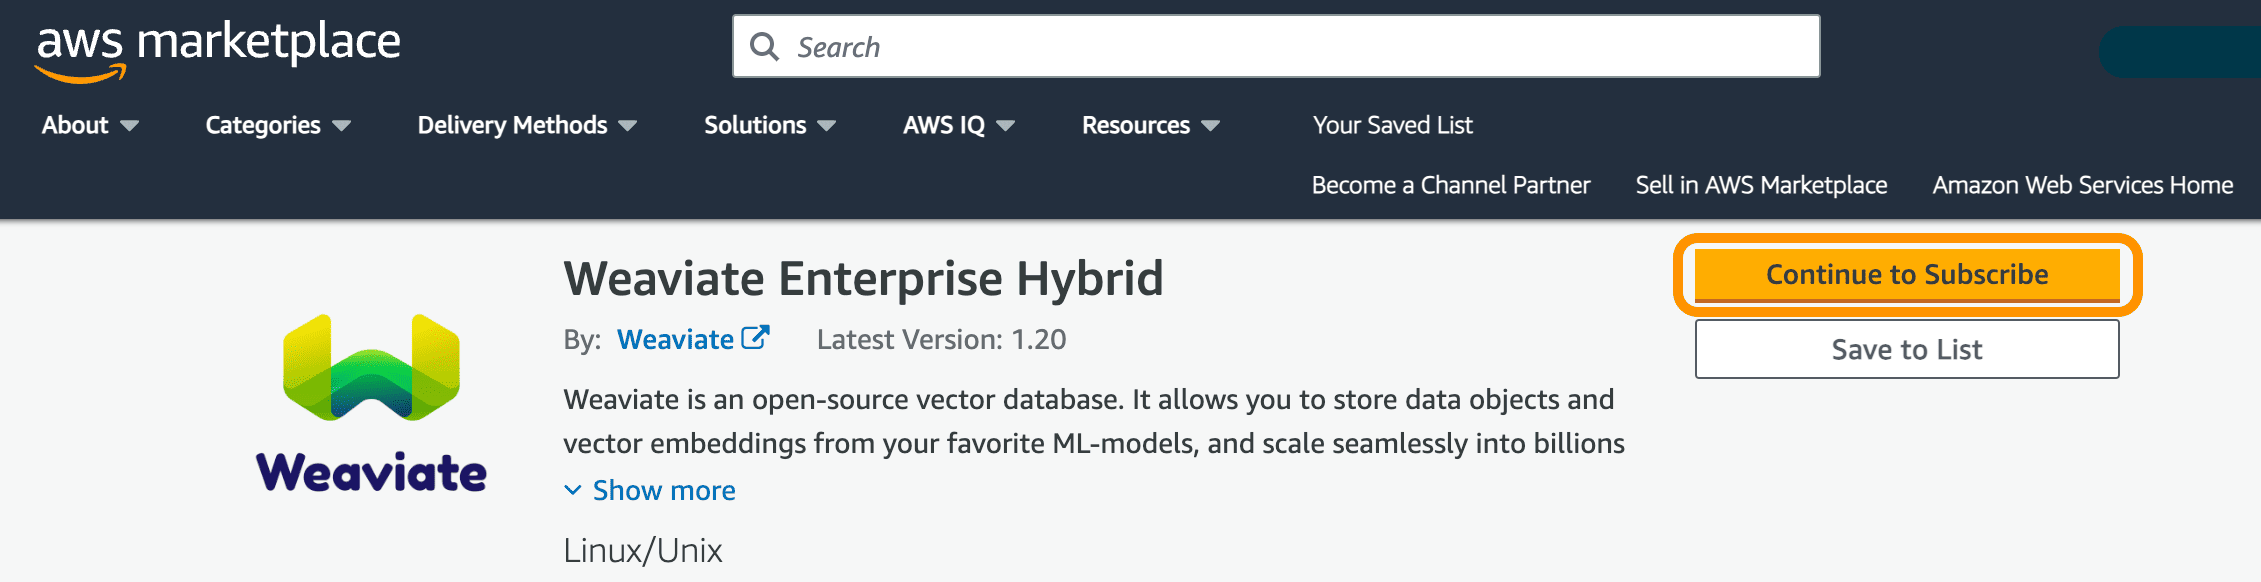 aws marketplace
Search
About
Categories
Delivery Methods
Solutions
AWS IQ
Resources
Your Saved List
Become a Channel Partner
Sell in AWS Marketplace
Amazon Web Services Home
Weaviate
Weaviate Enterprise Hybrid
By: Weaviate
Latest Version: 1.20
Weaviate is an open-source vector database. It allows you to store data objects and
vector embeddings from your favorite ML-models, and scale seamlessly into billions
Show more
Linux/Unix
Continue to Subscribe
Save to List